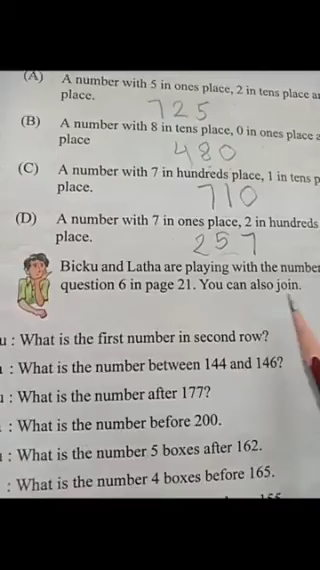 (A) A number with 5 in ones place, 2 in tens place
place.
725
(B) A number with 8 in tens place, 0 in ones place
place
480
(C) A number with 7 in hundreds place, 1 in tens
place.
710
(D) A number with 7 in ones place, 2 in hundreds
place.
257
Bicku and Latha are playing with the number
question 6 in page 21. You can also join.
: What is the first number in second row?
: What is the number between 144 and 146?
: What is the number after 177?
: What is the number before 200.
: What is the number 5 boxes after 162.
: What is the number 4 boxes before 165.